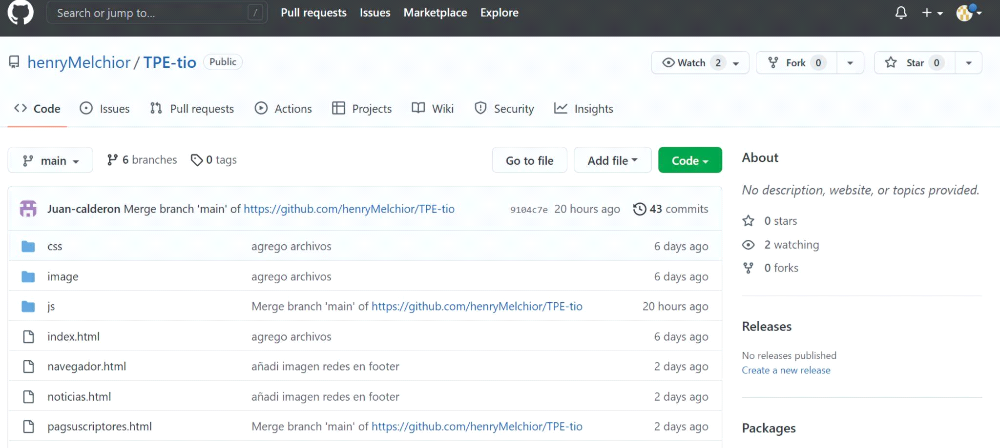 Search or jump to... / Pull requests Issues Marketplace Explore
henryMelchior / TPE-tio Public Watch 2 Fork 0 Star 0
Code Issues Pull requests Actions Projects Wiki Security Insights
main 6 branches 0 tags Go to file Add file Code
Juan-calderon Merge branch 'main' of https://github.com/henryMelchior/TPE-tio 9104c7e 20 hours ago 43 commits
css agrego archivos 6 days ago
image agrego archivos 6 days ago
js Merge branch 'main' of https://github.com/henryMelchior/TPE-tio 20 hours ago
index.html agrego archivos 6 days ago
navegador.html añadi imagen redes en footer 2 days ago
noticias.html añadi imagen redes en footer 2 days ago
pagsuscriptores.html Merge branch 'main' of https://github.com/henryMelchior/TPE-tio 2 days ago
About
No description, website, or topics provided.
0 stars
2 watching
0 forks
Releases
No releases published
Create a new release
Packages